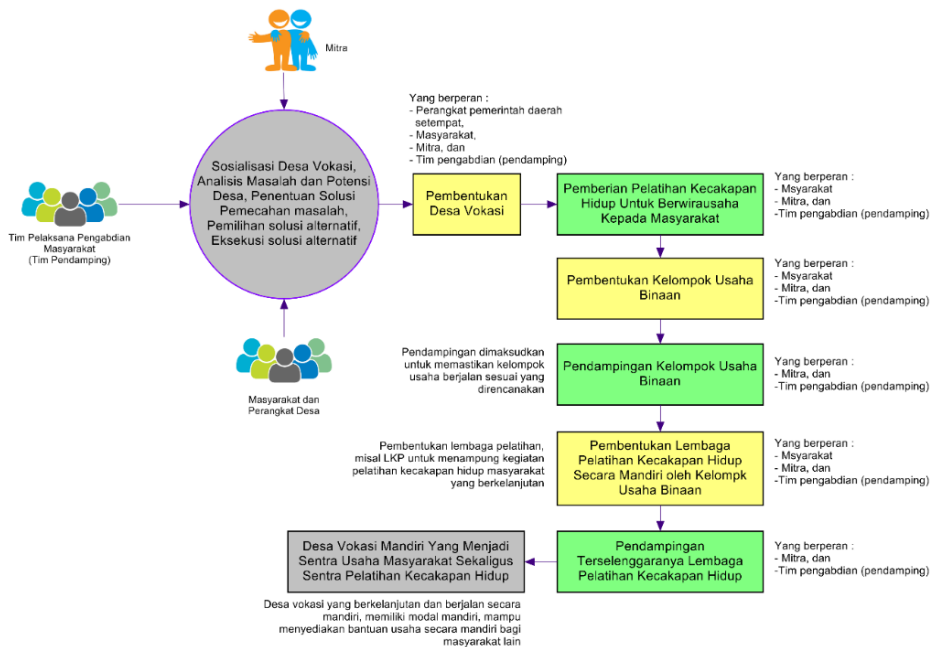 Mitra
Yang berperan :
- Perangkat pemerintah daerah
setempat,
- Masyarakat,
- Mitra, dan
- Tim pengabdian (pendamping)
Sosialisasi Desa Vokasi,
Analisis Masalah dan Potensi
Desa, Penentuan Solusi
Pemecahan masalah,
Pemilihan solusi alternatif,
Eksekusi solusi alternatif
Tim Pelaksana Pengabdian
Masyarakat
(Tim Pendamping)
Masyarakat dan
Perangkat Desa
Pembentukan
Desa Vokasi
Pemberian Pelatihan Kecakapan
Hidup Untuk Berwirausaha
Kepada Masyarakat
Yang berperan :
- Msyarakat
- Mitra, dan
-Tim pengabdian (pendamping)
Pembentukan Kelompok Usaha
Binaan
Yang berperan :
- Msyarakat
- Mitra, dan
-Tim pengabdian (pendamping)
Pendampingan dimaksudkan
untuk memastikan kelompok
usaha berjalan sesuai yang
direncanakan
Pendampingan Kelompok Usaha
Binaan
Yang berperan :
- Mitra, dan
-Tim pengabdian (pendamping)
Pembentukan lembaga pelatihan,
misal LKP untuk menampung kegiatan
pelatihan kecakapan hidup masyarakat
yang berkelanjutan
Pembentukan Lembaga
Pelatihan Kecakapan Hidup
Secara Mandiri oleh Kelompk
Usaha Binaan
Yang berperan :
- Msyarakat
- Mitra, dan
-Tim pengabdian (pendamping)
Pendampingan
Terselenggaranya Lembaga
Pelatihan Kecakapan Hidup
Yang berperan :
- Mitra, dan
-Tim pengabdian (pendamping)
Desa Vokasi Mandiri Yang Menjadi
Sentra Usaha Masyarakat Sekaligus
Sentra Pelatihan Kecakapan Hidup
Desa vokasi yang berkelanjutan dan berjalan secara
mandiri, memiliki modal mandiri, mampu
menyediakan bantuan usaha secara mandiri bagi
masyarakat lain